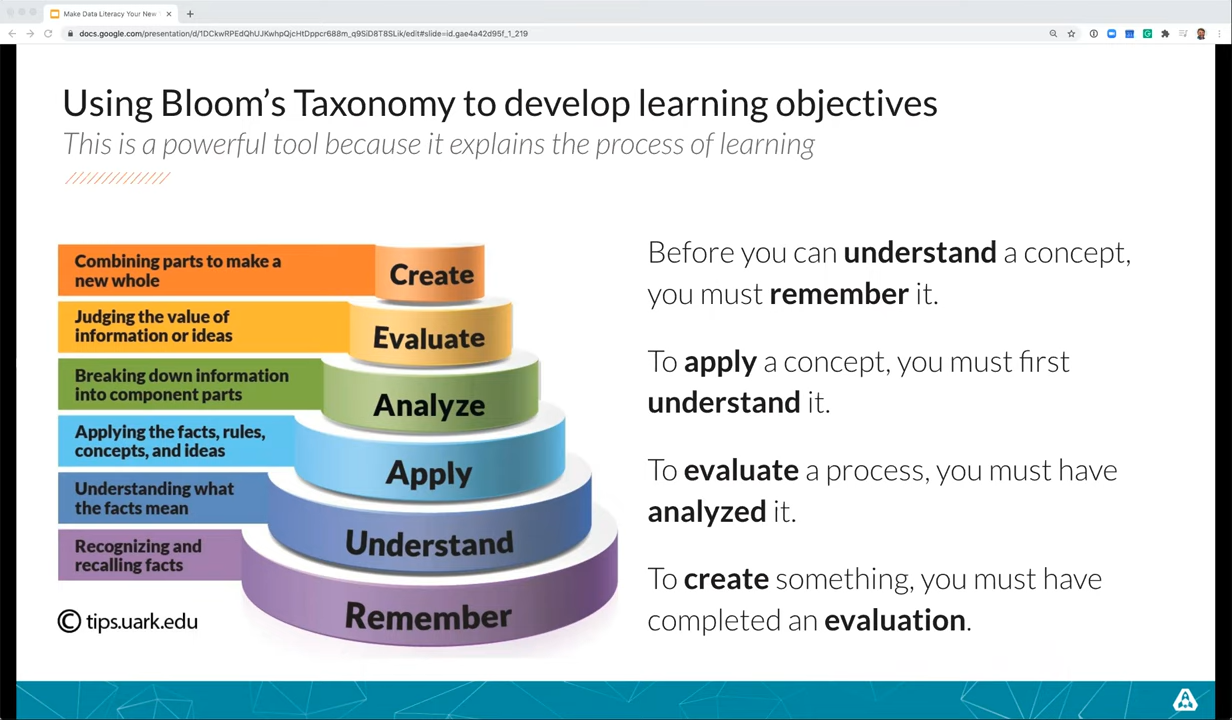 Make Data Literacy Your New
docs.google.com/presentation/d/1DCkwRPEdQhUJKwhpQjcHtDppcr688m_q9SiD8T8SLik/edit#slide=id.gae4a42d95f_1_219
Using Bloom's Taxonomy to develop learning objectives
This is a powerful tool because it explains the process of learning
Combining parts to make a
new whole
Create
Judging the value of
information or ideas
Evaluate
Breaking down information
into component parts
Analyze
Applying the facts, rules,
concepts, and ideas
Apply
Understanding what
the facts mean
Understand
Recognizing and
recalling facts
Remember
© tips.uark.edu
Before you can understand a concept,
you must remember it.
To apply a concept, you must first
understand it.
To evaluate a process, you must have
analyzed it.
To create something, you must have
completed an evaluation.